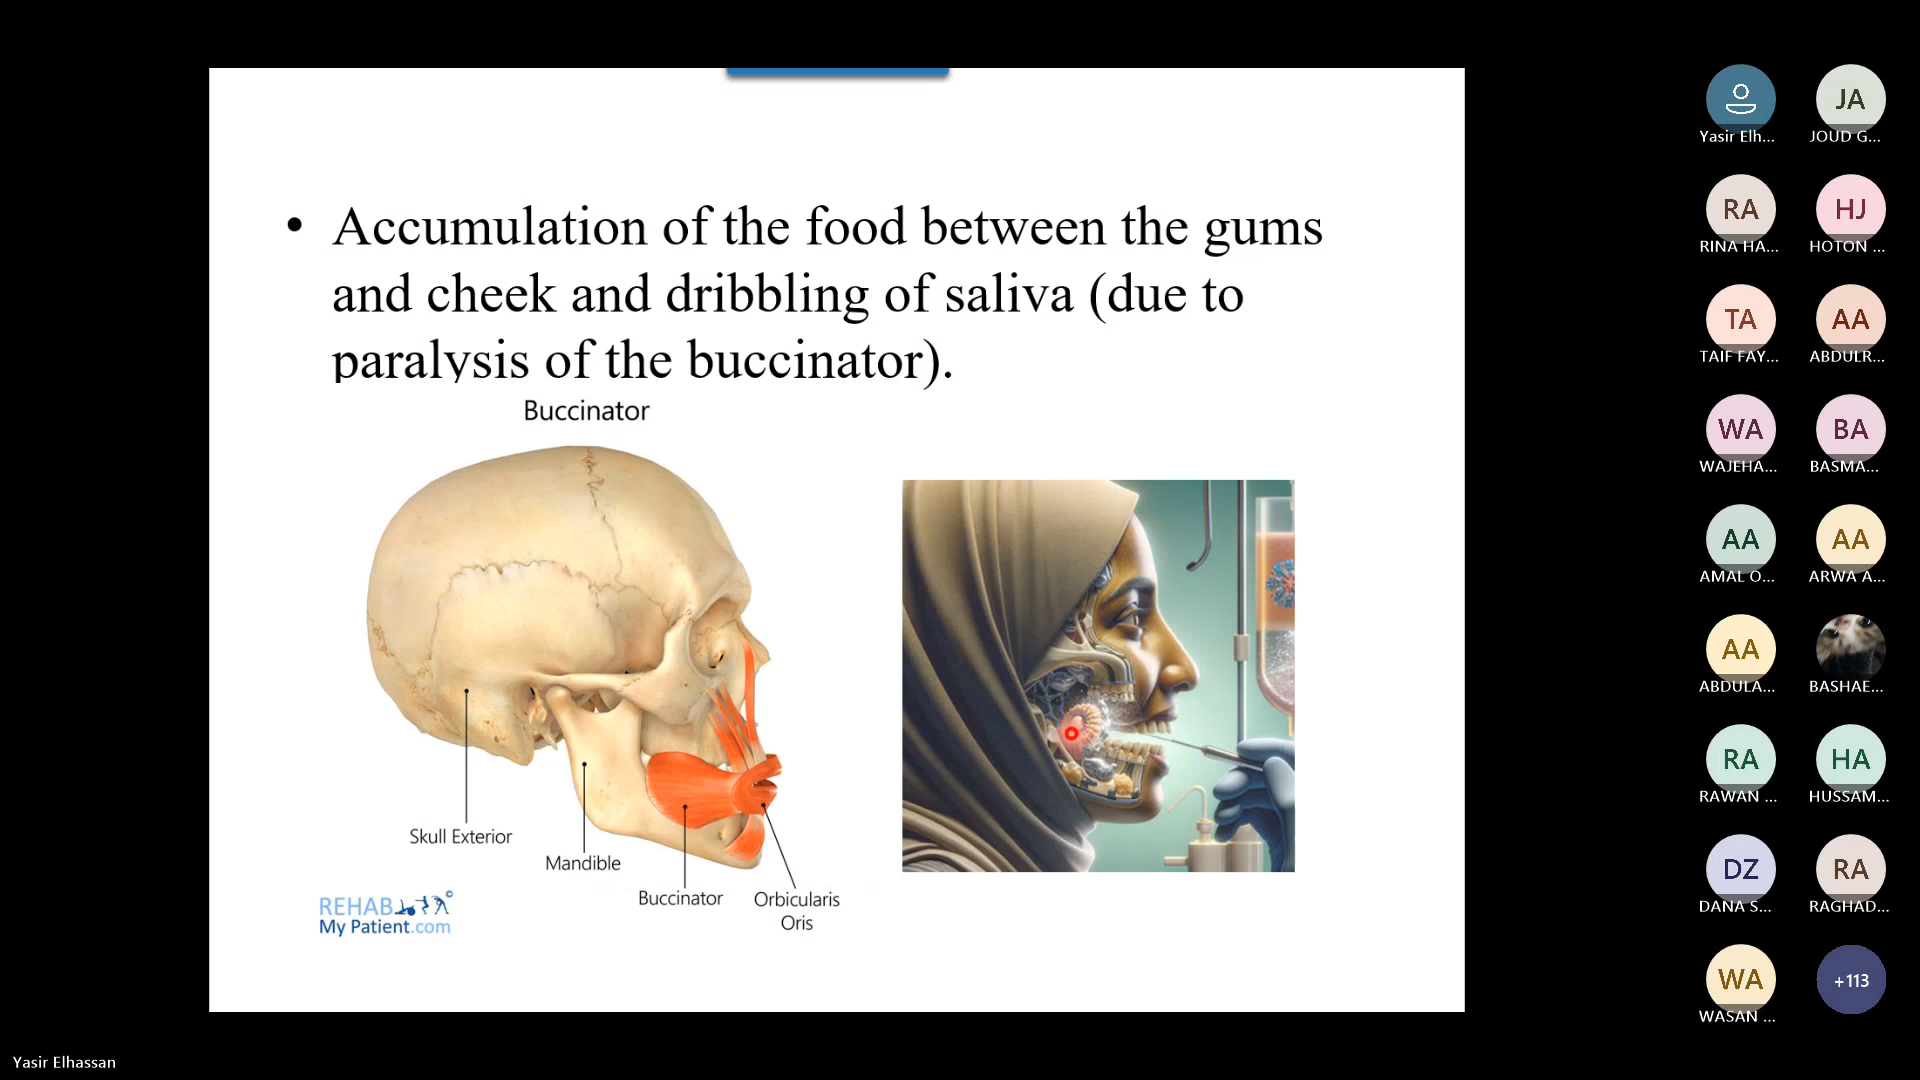 • Accumulation of the food between the gums
and cheek and dribbling of saliva (due to
paralysis of the buccinator).
Buccinator
Skull Exterior
Mandible
Buccinator
Orbicularis
Oris
REHAB
My Patient.com
©
Yasir Elhassan
Yasir Elh...
JA
JOUD G...
RA
RINA HA...
HJ
HOTON ...
TA
TAIF FAY...
AA
ABDULR...
WA
WAJEHA...
BA
BASMA...
AA
AMAL O...
AA
ARWA A...
AA
ABDULA...
BASHAE...
RA
RAWAN ...
HA
HUSSAM...
DZ
DANA S...
RA
RAGHAD...
WA
WASAN ...
+113